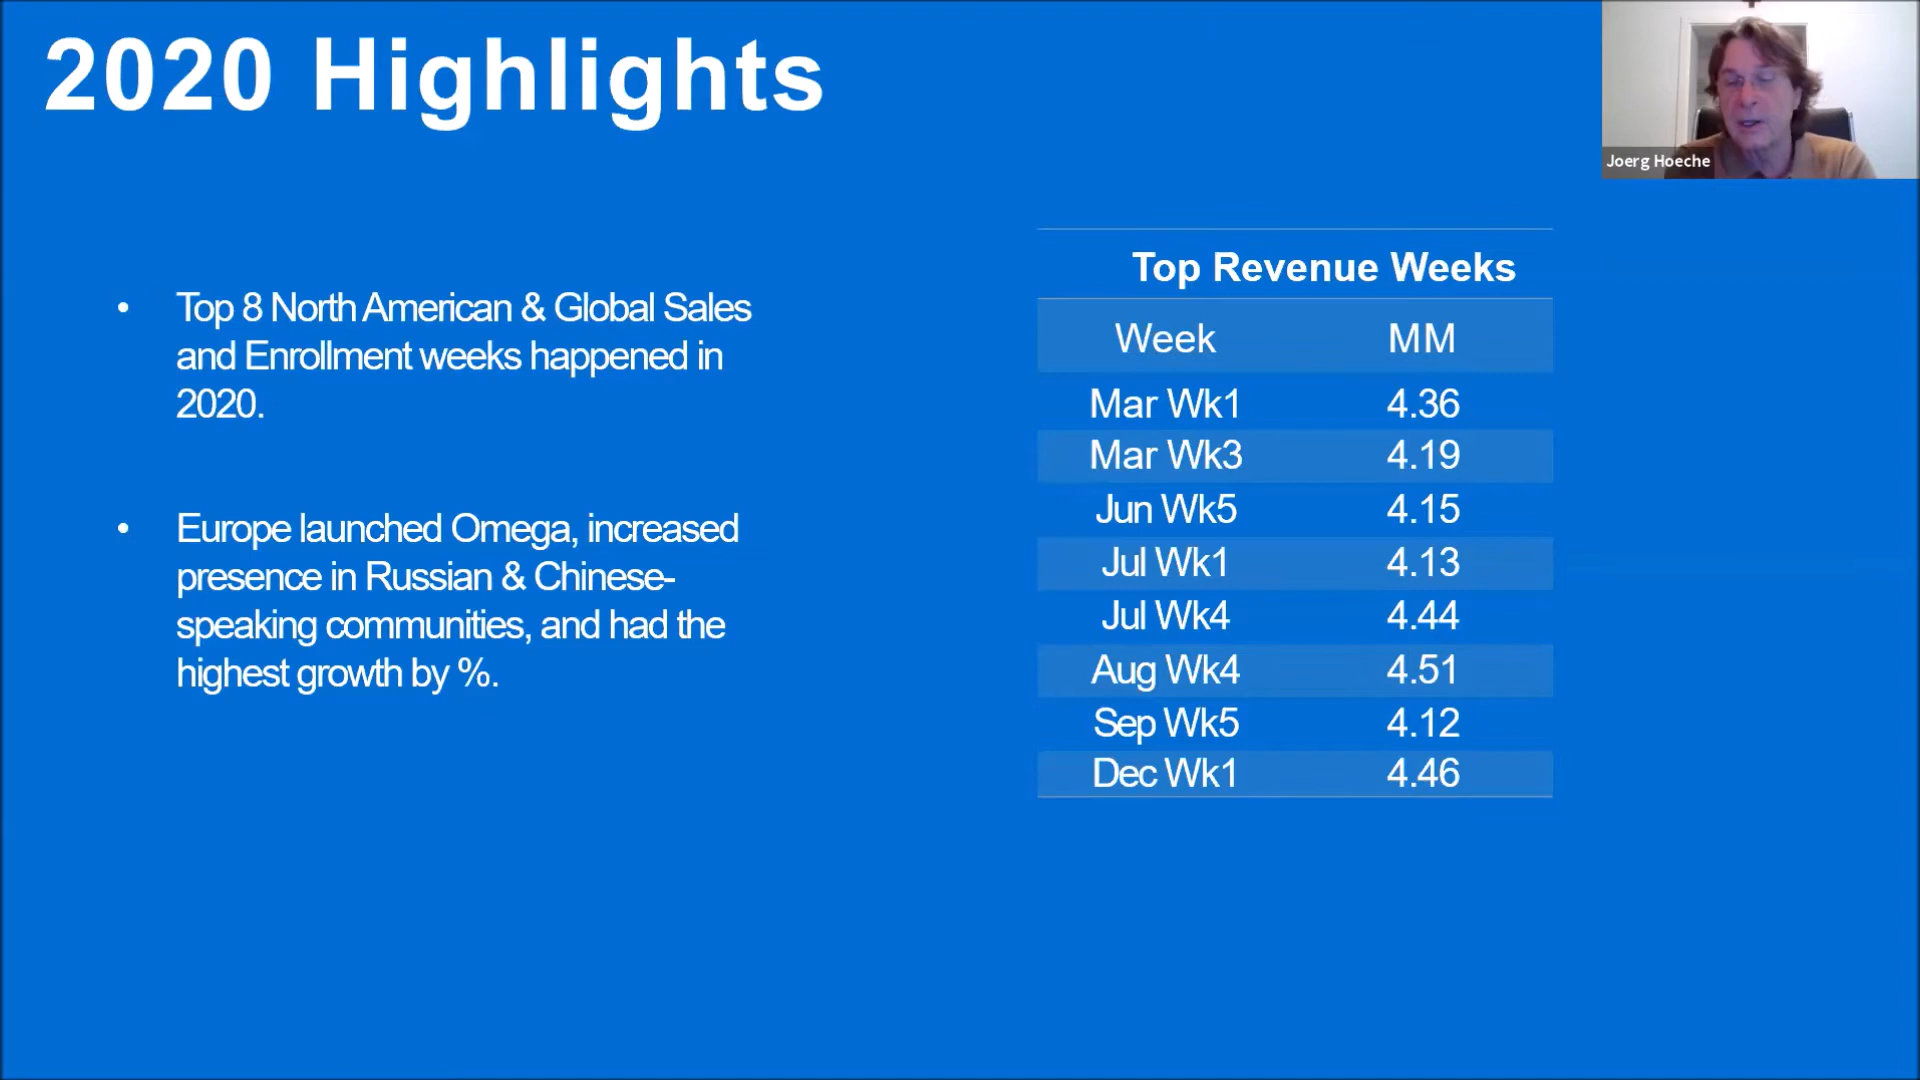 2020 Highlights
Joerg Hoeche
• Top 8 North American & Global Sales
and Enrollment weeks happened in
2020.
• Europe launched Omega, increased
presence in Russian & Chinese-
speaking communities, and had the
highest growth by %.
Top Revenue Weeks
Week MM
Mar Wk1 4.36
Mar Wk3 4.19
Jun Wk5 4.15
Jul Wk1 4.13
Jul Wk4 4.44
Aug Wk4 4.51
Sep Wk5 4.12
Dec Wk1 4.46